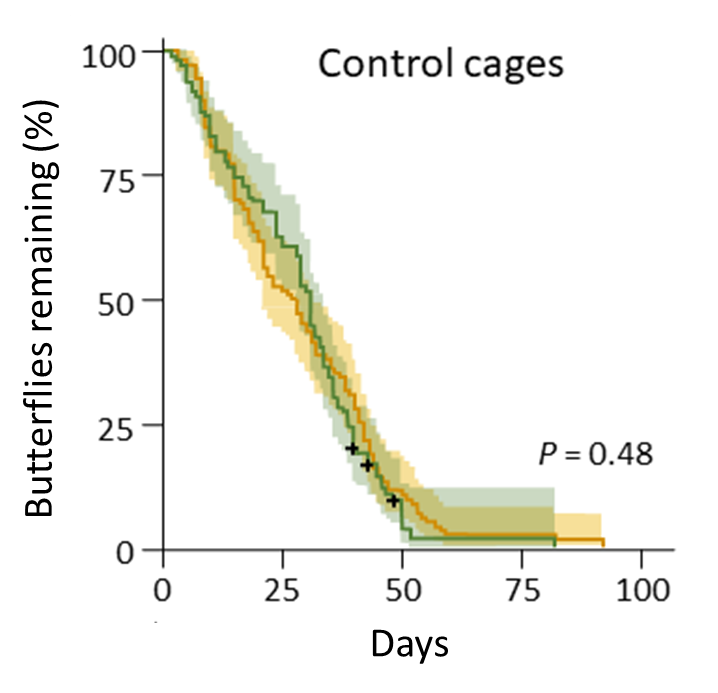 Control cages
Butterflies remaining (%)
100
75
50
25
0
P = 0.48
0 25 50 75 100
Days